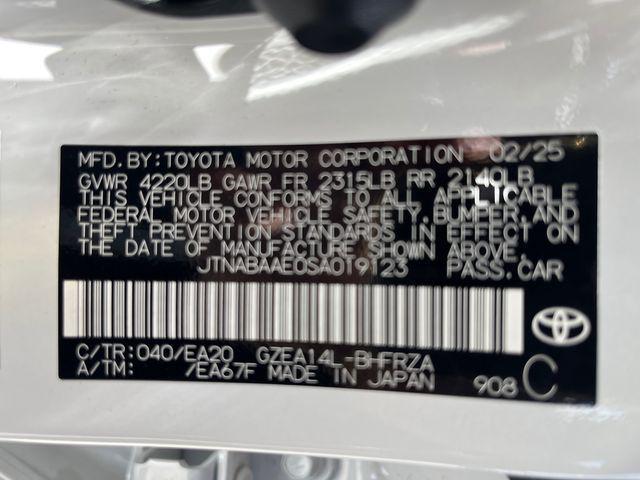 MFD.BY:TOYOTA MOTOR CORPORATION 02/25
GVWR 4220LB GAWR FR 2315LB RR 2140LB
THIS VEHICLE CONFORMS TO ALL APPLICABLE
FEDERAL MOTOR VEHICLE SAFETY,BUMPER,AND
THEFT PREVENTION STANDARDS IN EFFECT ON
THE DATE OF MANUFACTURE SHOWN ABOVE.
JTNABAAE0SA019123 PASS.CAR
C/TR:040/EA20 GZEA14L-BHFRZA
A/TM: /EA67F MADE IN JAPAN 908 C